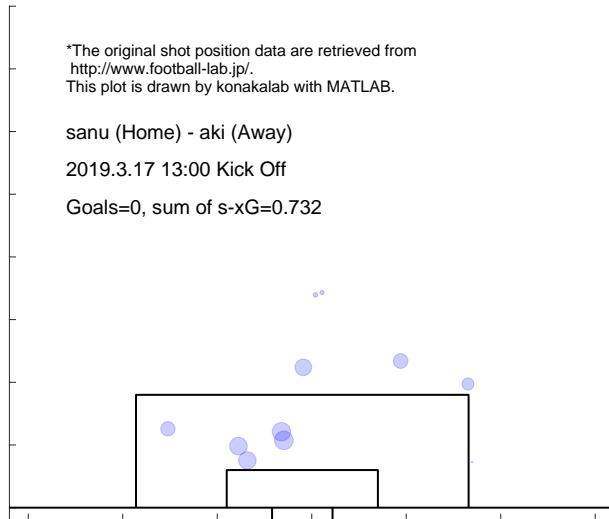 *The original shot position data are retrieved from
http://www.football-lab.jp/.
This plot is drawn by konakalab with MATLAB.
sanu (Home) - aki (Away)
2019.3.17 13:00 Kick Off
Goals=0, sum of s-xG=0.732